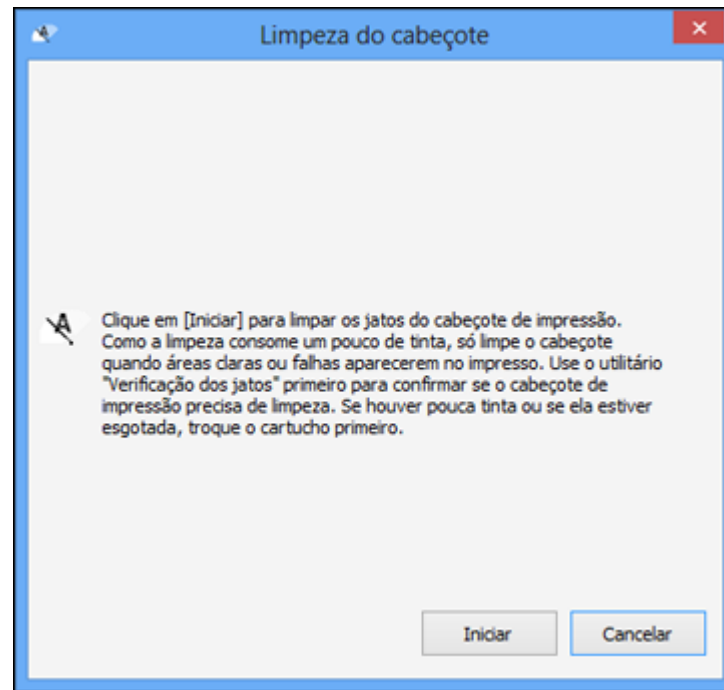 Limpeza do cabeçote
Clique em [Iniciar] para limpar os jatos do cabeçote de impressão.
Como a limpeza consome um pouco de tinta, só limpe o cabeçote
quando áreas claras ou falhas aparecerem no impresso. Use o utilitário
"Verificação dos jatos" primeiro para confirmar se o cabeçote de
impressão precisa de limpeza. Se houver pouca tinta ou se ela estiver
esgotada, troque o cartucho primeiro.
Iniciar Cancelar